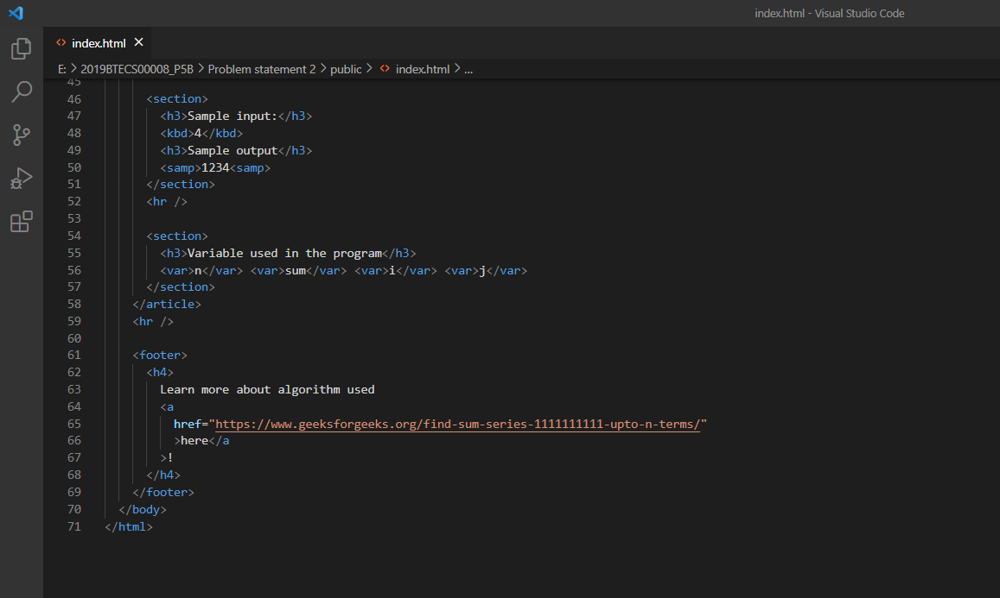 index.html - Visual Studio Code
index.html
E: > 2019BTECS00008_P5B > Problem statement 2 > public > <> index.html > ...
45
46 <section>
47 <h3>Sample input:</h3>
48 <kbd>4</kbd>
49 <h3>Sample output</h3>
50 <samp>1234<samp>
51 </section>
52 <hr />
53
54 <section>
55 <h3>Variable used in the program</h3>
56 <var>n</var> <var>sum</var> <var>i</var> <var>j</var>
57 </section>
58 </article>
59 <hr />
60
61 <footer>
62 <h4>
63 Learn more about algorithm used
64 <a
65 href="https://www.geeksforgeeks.org/find-sum-series-1111111111-upto-n-terms/"
66 >here</a
67 >!
68 </h4>
69 </footer>
70 </body>
71 </html>